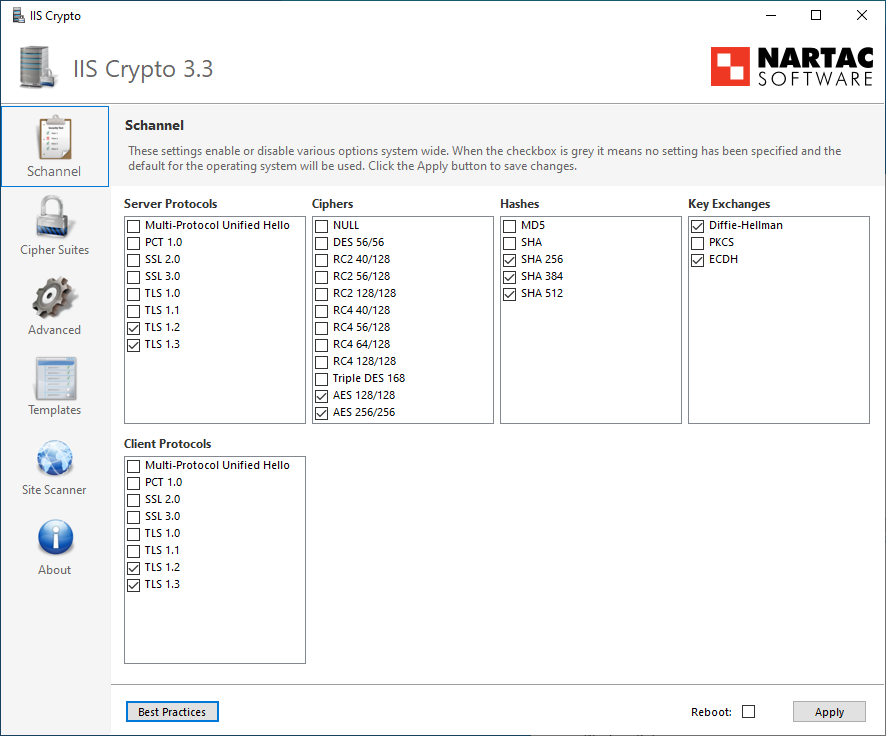 IIS Crypto
IIS Crypto 3.3
NARTAC
SOFTWARE
Schannel
Cipher Suites
Advanced
Templates
Site Scanner
About
Schannel
These settings enable or disable various options system wide. When the checkbox is grey it means no setting has been specified and the
default for the operating system will be used. Click the Apply button to save changes.
Server Protocols
Multi-Protocol Unified Hello
PCT 1.0
SSL 2.0
SSL 3.0
TLS 1.0
TLS 1.1
TLS 1.2
TLS 1.3
Ciphers
NULL
DES 56/56
RC2 40/128
RC2 56/128
RC2 128/128
RC4 40/128
RC4 56/128
RC4 64/128
RC4 128/128
Triple DES 168
AES 128/128
AES 256/256
Hashes
MD5
SHA
SHA 256
SHA 384
SHA 512
Key Exchanges
Diffie-Hellman
PKCS
ECDH
Client Protocols
Multi-Protocol Unified Hello
PCT 1.0
SSL 2.0
SSL 3.0
TLS 1.0
TLS 1.1
TLS 1.2
TLS 1.3
Best Practices
Reboot:
Apply